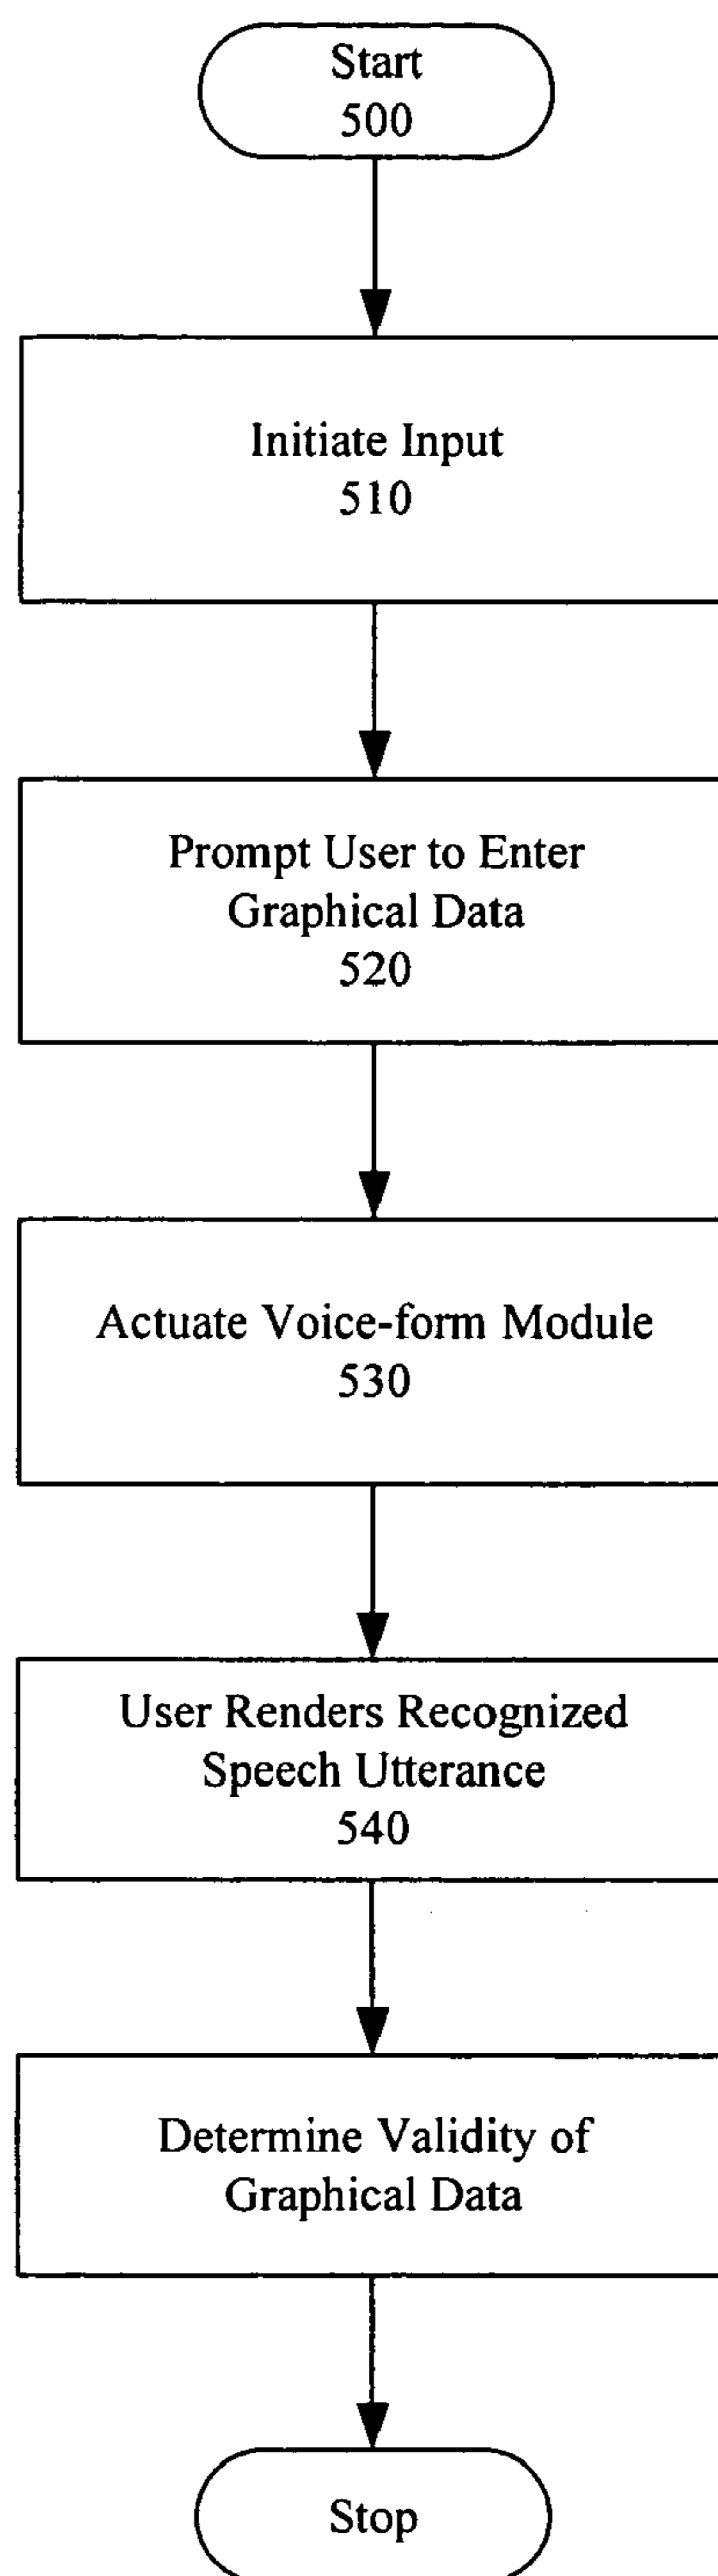 Start
500
Initiate Input
510
Prompt User to Enter
Graphical Data
520
Actuate Voice-form Module
530
User Renders Recognized
Speech Utterance
540
Determine Validity of
Graphical Data
Stop